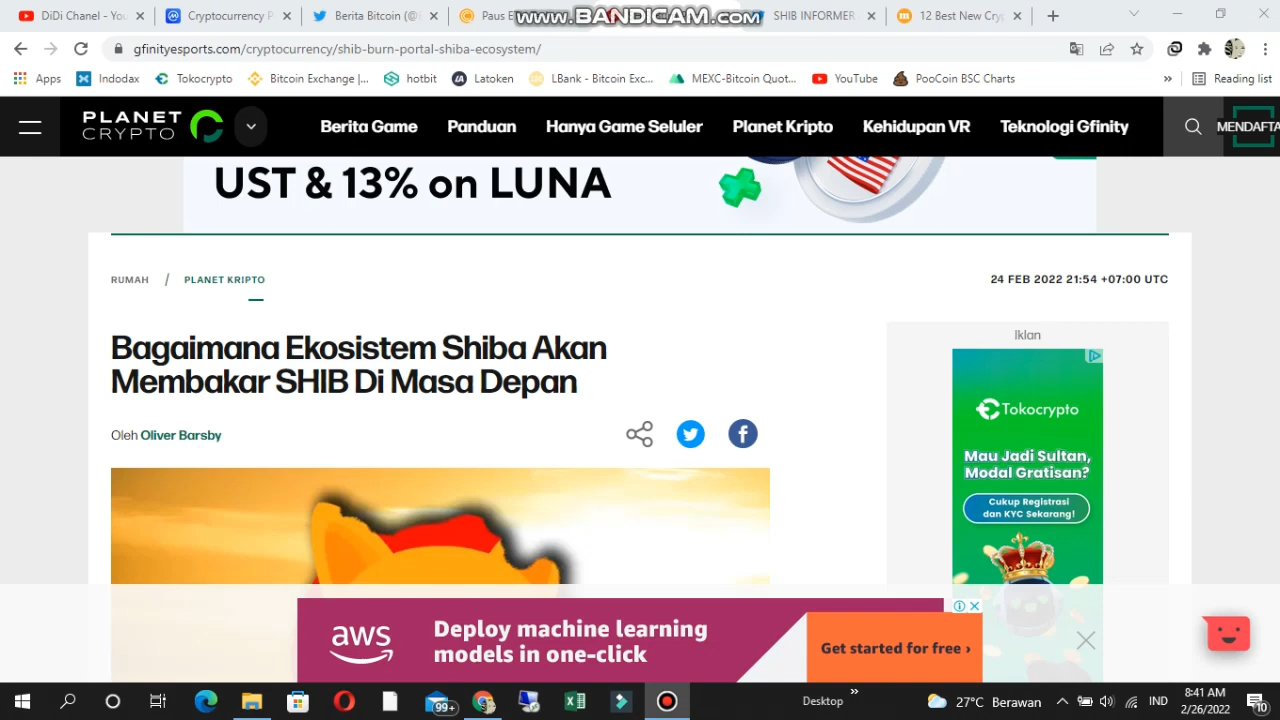 DiDi Chanel - You
Cryptocurrency P
Berita Bitcoin (@
Paus E
www.BANDICAM.com
SHIB INFORMER
12 Best New Cry
gfinityesports.com/cryptocurrency/shib-burn-portal-shiba-ecosystem/
Apps
Indodax
Tokocrypto
Bitcoin Exchange |...
hotbit
Latoken
LBank - Bitcoin Exc...
MEXC-Bitcoin Quot...
YouTube
PooCoin BSC Charts
»
Reading list
PLANET
CRYPTO
Berita Game
Panduan
Hanya Game Seluler
Planet Kripto
Kehidupan VR
Teknologi Gfinity
MENDAFTA
UST & 13% on LUNA
RUMAH / PLANET KRIPTO
24 FEB 2022 21:54 +07:00 UTC
Bagaimana Ekosistem Shiba Akan
Membakar SHIB Di Masa Depan
Oleh Oliver Barsby
Iklan
Tokocrypto
Mau Jadi Sultan,
Modal Gratisan?
Cukup Registrasi
dan KYC Sekarang!
aws
Deploy machine learning
models in one-click
Get started for free ›
99+
Desktop
»
27°C Berawan
IND
8:41 AM
2/26/2022
10